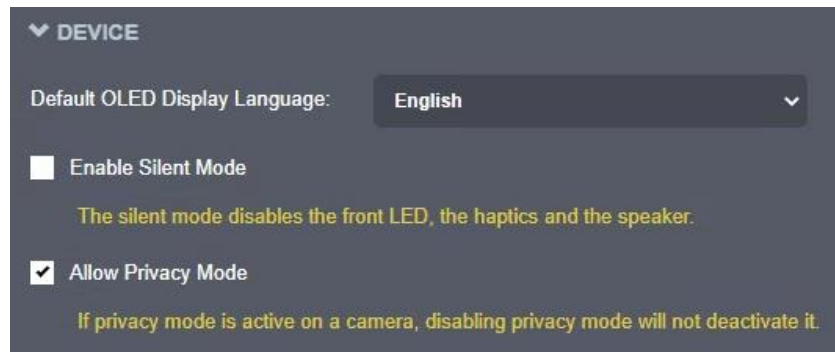 DEVICE
Default OLED Display Language: English
Enable Silent Mode
The silent mode disables the front LED, the haptics and the speaker.
Allow Privacy Mode
If privacy mode is active on a camera, disabling privacy mode will not deactivate it.